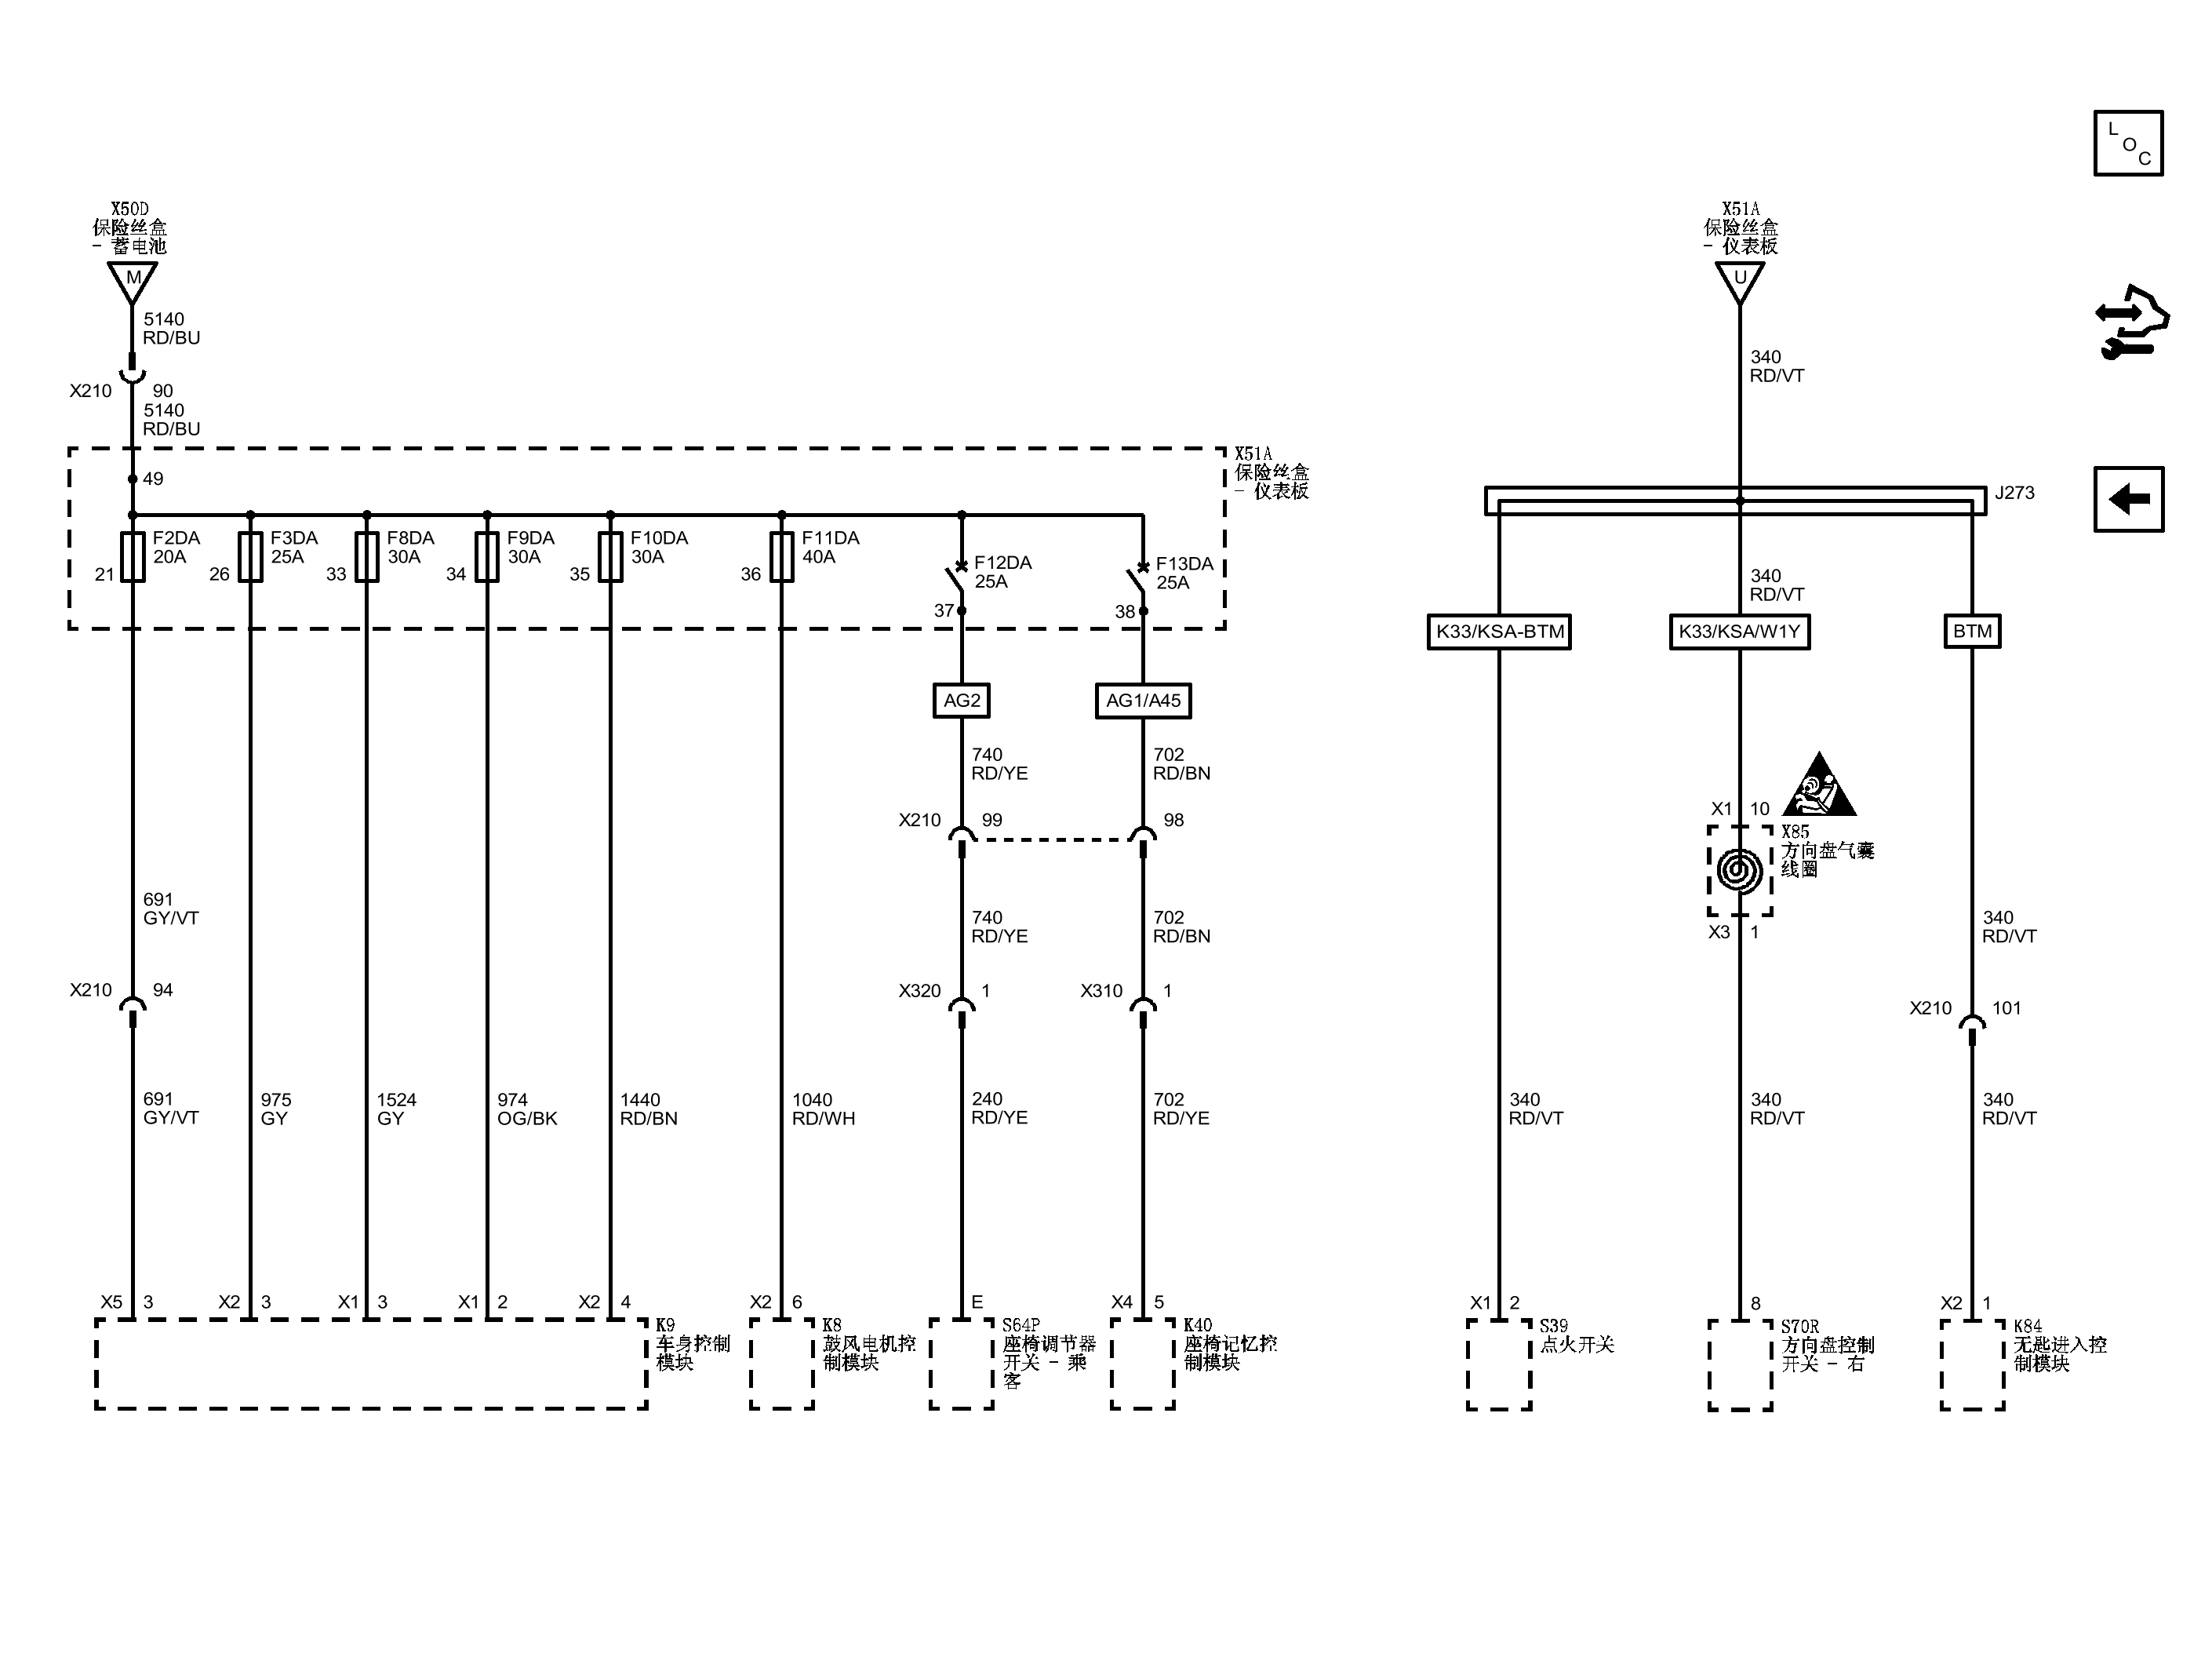 L
O
C
X50D
保险丝盒
- 蓄电池
M
5140
RD/BU
X210 90
5140
RD/BU
X51A
保险丝盒
- 仪表板
49
F2DA
20A
21
F3DA
25A
26
F8DA
30A
33
F9DA
30A
34
F10DA
30A
35
F11DA
40A
36
F12DA
25A
37
F13DA
25A
38
AG2
AG1/A45
740
RD/YE
702
RD/BN
X210 99
98
691
GY/VT
740
RD/YE
702
RD/BN
X210 94
X320 1
X310 1
691
GY/VT
975
GY
1524
GY
974
OG/BK
1440
RD/BN
1040
RD/WH
240
RD/YE
702
RD/YE
X5 3
X2 3
X1 3
X1 2
X2 4
X2 6
E
X4 5
K9
车身控制
模块
K8
鼓风电机控
制模块
S64P
座椅调节器
开关 - 乘
客
K40
座椅记忆控
制模块
X51A
保险丝盒
- 仪表板
U
340
RD/VT
J273
340
RD/VT
K33/KSA-BTM
K33/KSA/W1Y
BTM
X1 10
X85
方向盘气囊
线圈
X3 1
340
RD/VT
X210 101
340
RD/VT
340
RD/VT
340
RD/VT
X1 2
8
X2 1
S39
点火开关
S70R
方向盘控制
开关 - 右
K84
无匙进入控
制模块